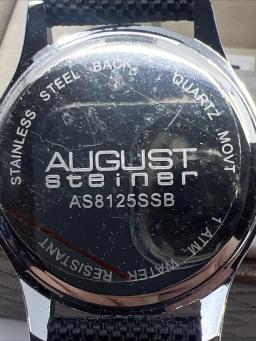 STAINLESS STEEL BACK
QUARTZ MOVT
AUGUST
steiner
AS8125SSB
1 ATM WATER RESISTANT